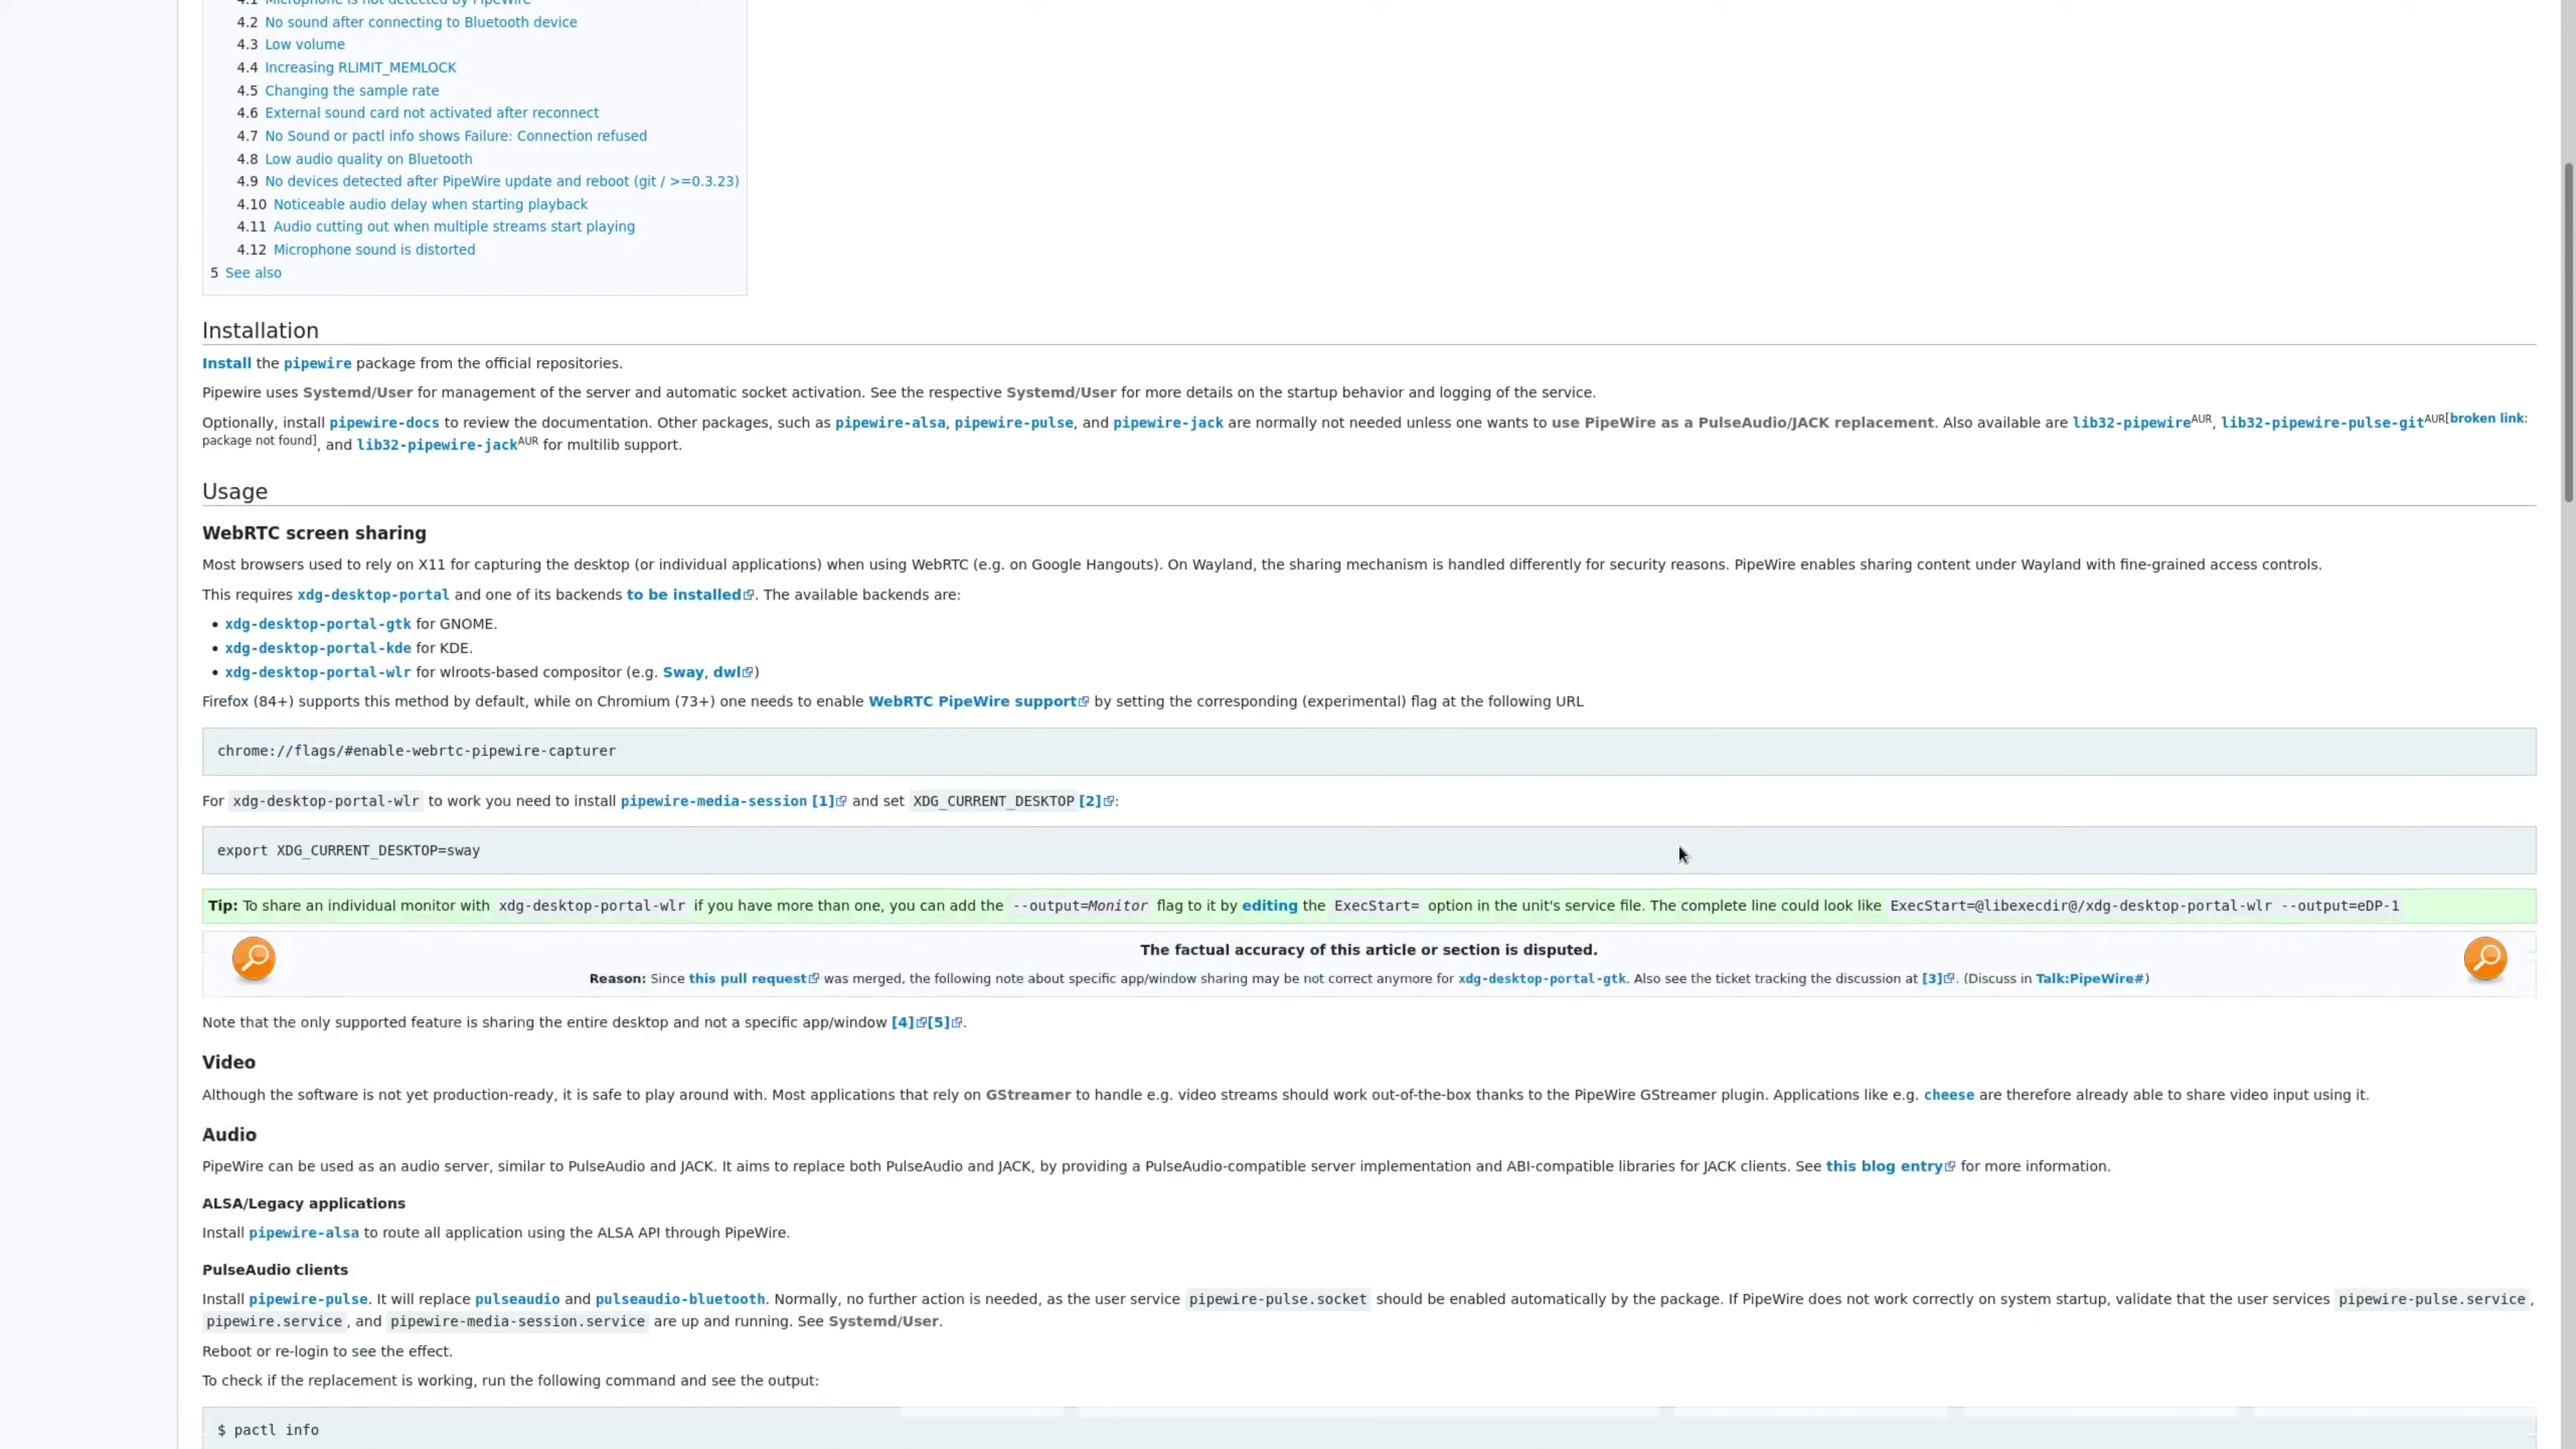 4.1 Microphone is not detected by PipeWire
4.2 No sound after connecting to Bluetooth device
4.3 Low volume
4.4 Increasing RLIMIT_MEMLOCK
4.5 Changing the sample rate
4.6 External sound card not activated after reconnect
4.7 No Sound or pactl info shows Failure: Connection refused
4.8 Low audio quality on Bluetooth
4.9 No devices detected after PipeWire update and reboot (git / >=0.3.23)
4.10 Noticeable audio delay when starting playback
4.11 Audio cutting out when multiple streams start playing
4.12 Microphone sound is distorted
5 See also
Installation
Install the pipewire package from the official repositories.
Pipewire uses Systemd/User for management of the server and automatic socket activation. See the respective Systemd/User for more details on the startup behavior and logging of the service.
Optionally, install pipewire-docs to review the documentation. Other packages, such as pipewire-alsa, pipewire-pulse, and pipewire-jack are normally not needed unless one wants to use PipeWire as a PulseAudio/JACK replacement. Also available are lib32-pipewireAUR, lib32-pipewire-pulse-gitAUR[broken link:
package not found], and lib32-pipewire-jackAUR for multilib support.
Usage
WebRTC screen sharing
Most browsers used to rely on X11 for capturing the desktop (or individual applications) when using WebRTC (e.g. on Google Hangouts). On Wayland, the sharing mechanism is handled differently for security reasons. PipeWire enables sharing content under Wayland with fine-grained access controls.
This requires xdg-desktop-portal and one of its backends to be installed. The available backends are:
• xdg-desktop-portal-gtk for GNOME.
• xdg-desktop-portal-kde for KDE.
• xdg-desktop-portal-wlr for wlroots-based compositor (e.g. Sway, dwl)
Firefox (84+) supports this method by default, while on Chromium (73+) one needs to enable WebRTC PipeWire support by setting the corresponding (experimental) flag at the following URL
chrome://flags/#enable-webrtc-pipewire-capturer
For xdg-desktop-portal-wlr to work you need to install pipewire-media-session [1] and set XDG_CURRENT_DESKTOP [2]:
export XDG_CURRENT_DESKTOP=sway
Tip: To share an individual monitor with xdg-desktop-portal-wlr if you have more than one, you can add the --output=Monitor flag to it by editing the ExecStart= option in the unit's service file. The complete line could look like ExecStart=@libexecdir@/xdg-desktop-portal-wlr --output=eDP-1
The factual accuracy of this article or section is disputed.
Reason: Since this pull request was merged, the following note about specific app/window sharing may be not correct anymore for xdg-desktop-portal-gtk. Also see the ticket tracking the discussion at [3]. (Discuss in Talk:PipeWire#)
Note that the only supported feature is sharing the entire desktop and not a specific app/window [4][5].
Video
Although the software is not yet production-ready, it is safe to play around with. Most applications that rely on GStreamer to handle e.g. video streams should work out-of-the-box thanks to the PipeWire GStreamer plugin. Applications like e.g. cheese are therefore already able to share video input using it.
Audio
PipeWire can be used as an audio server, similar to PulseAudio and JACK. It aims to replace both PulseAudio and JACK, by providing a PulseAudio-compatible server implementation and ABI-compatible libraries for JACK clients. See this blog entry for more information.
ALSA/Legacy applications
Install pipewire-alsa to route all application using the ALSA API through PipeWire.
PulseAudio clients
Install pipewire-pulse. It will replace pulseaudio and pulseaudio-bluetooth. Normally, no further action is needed, as the user service pipewire-pulse.socket should be enabled automatically by the package. If PipeWire does not work correctly on system startup, validate that the user services pipewire-pulse.service,
pipewire.service, and pipewire-media-session.service are up and running. See Systemd/User.
Reboot or re-login to see the effect.
To check if the replacement is working, run the following command and see the output:
$ pactl info